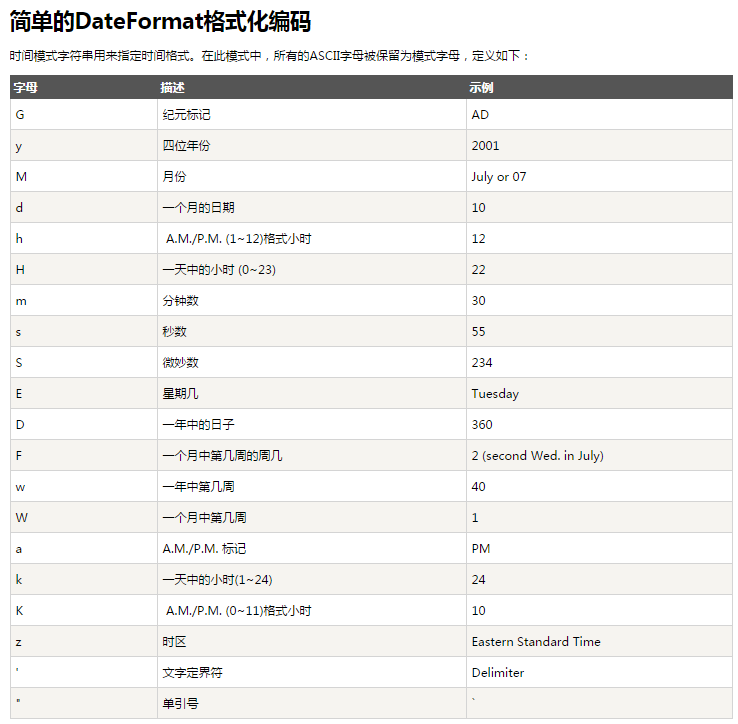 简单的DateFormat格式化编码
时间模式字符串用来指定时间格式。在此模式中，所有的ASCII字母被保留为模式字母，定义如下：
字母 描述 示例
G 纪元标记 AD
y 四位年份 2001
M 月份 July or 07
d 一个月的日期 10
h A.M./P.M. (1~12)格式小时 12
H 一天中的小时 (0~23) 22
m 分钟数 30
s 秒数 55
S 微妙数 234
E 星期几 Tuesday
D 一年中的日子 360
F 一个月中第几周的周几 2 (second Wed. in July)
w 一年中第几周 40
W 一个月中第几周 1
a A.M./P.M. 标记 PM
k 一天中的小时(1~24) 24
K A.M./P.M. (0~11)格式小时 10
z 时区 Eastern Standard Time
' 文字定界符 Delimiter
" 单引号 `